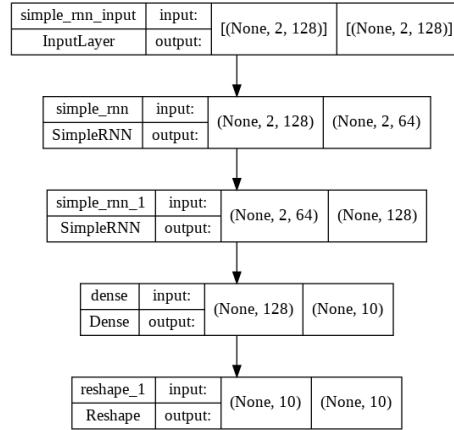 simple_rnn_input input: [(None, 2, 128)] [(None, 2, 128)]
InputLayer output:
simple_rnn input: (None, 2, 128) (None, 2, 64)
SimpleRNN output:
simple_rnn_1 input: (None, 2, 64) (None, 128)
SimpleRNN output:
dense input: (None, 128) (None, 10)
Dense output:
reshape_1 input: (None, 10) (None, 10)
Reshape output: